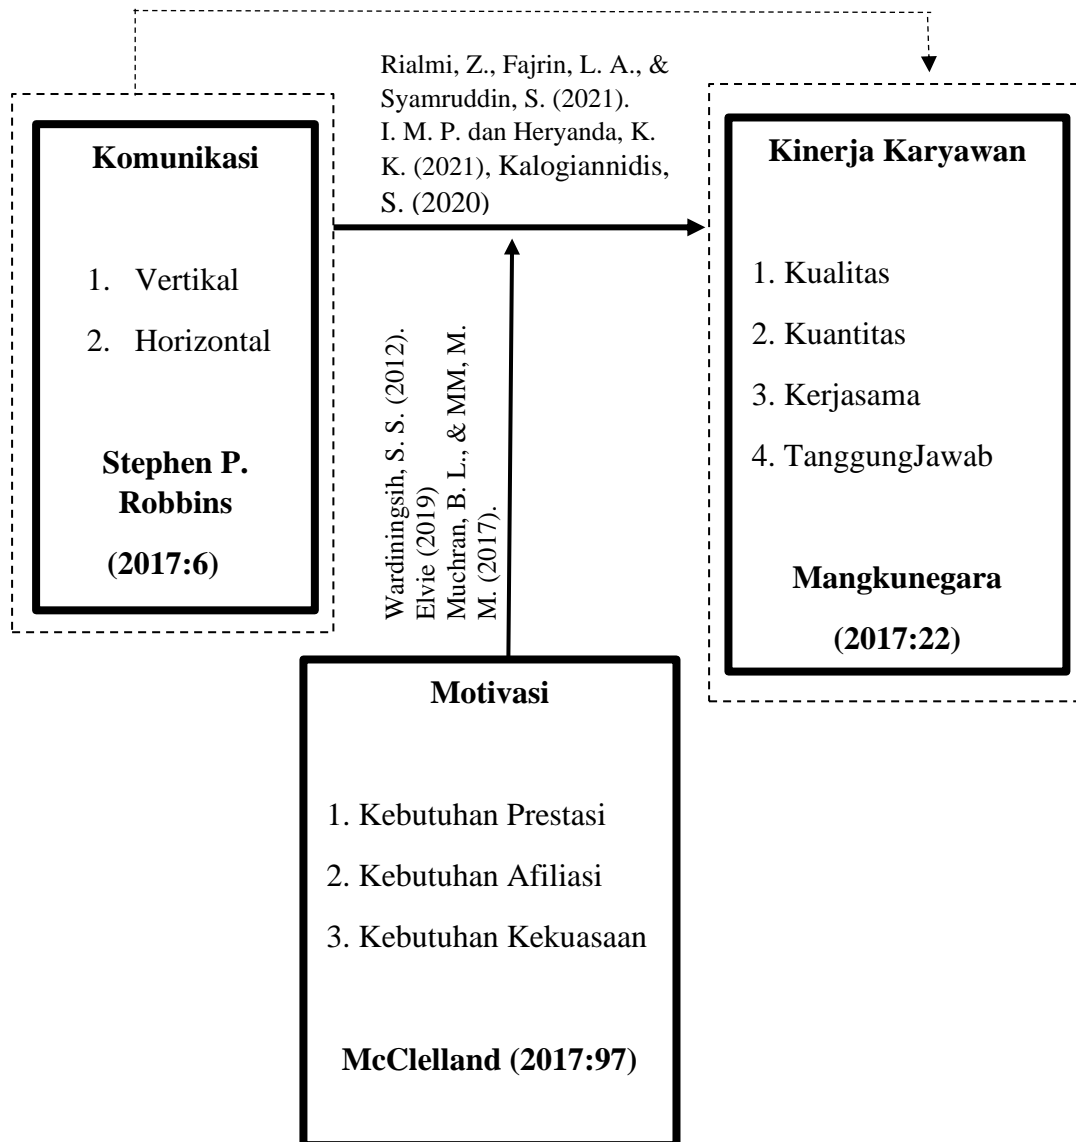 Rialmi, Z., Fajrin, L. A., &
Syamruddin, S. (2021).
I. M. P. dan Heryanda, K.
K. (2021), Kalogiannidis,
S. (2020)
Komunikasi
1. Vertikal
2. Horizontal
Stephen P.
Robbins
(2017:6)
Kinerja Karyawan
1. Kualitas
2. Kuantitas
3. Kerjasama
4. TanggungJawab
Mangkunegara
(2017:22)
Wardiningsih, S. S. (2012).
Elvie (2019)
Muchran, B. L., & MM, M.
M. (2017).
Motivasi
1. Kebutuhan Prestasi
2. Kebutuhan Afiliasi
3. Kebutuhan Kekuasaan
McClelland (2017:97)